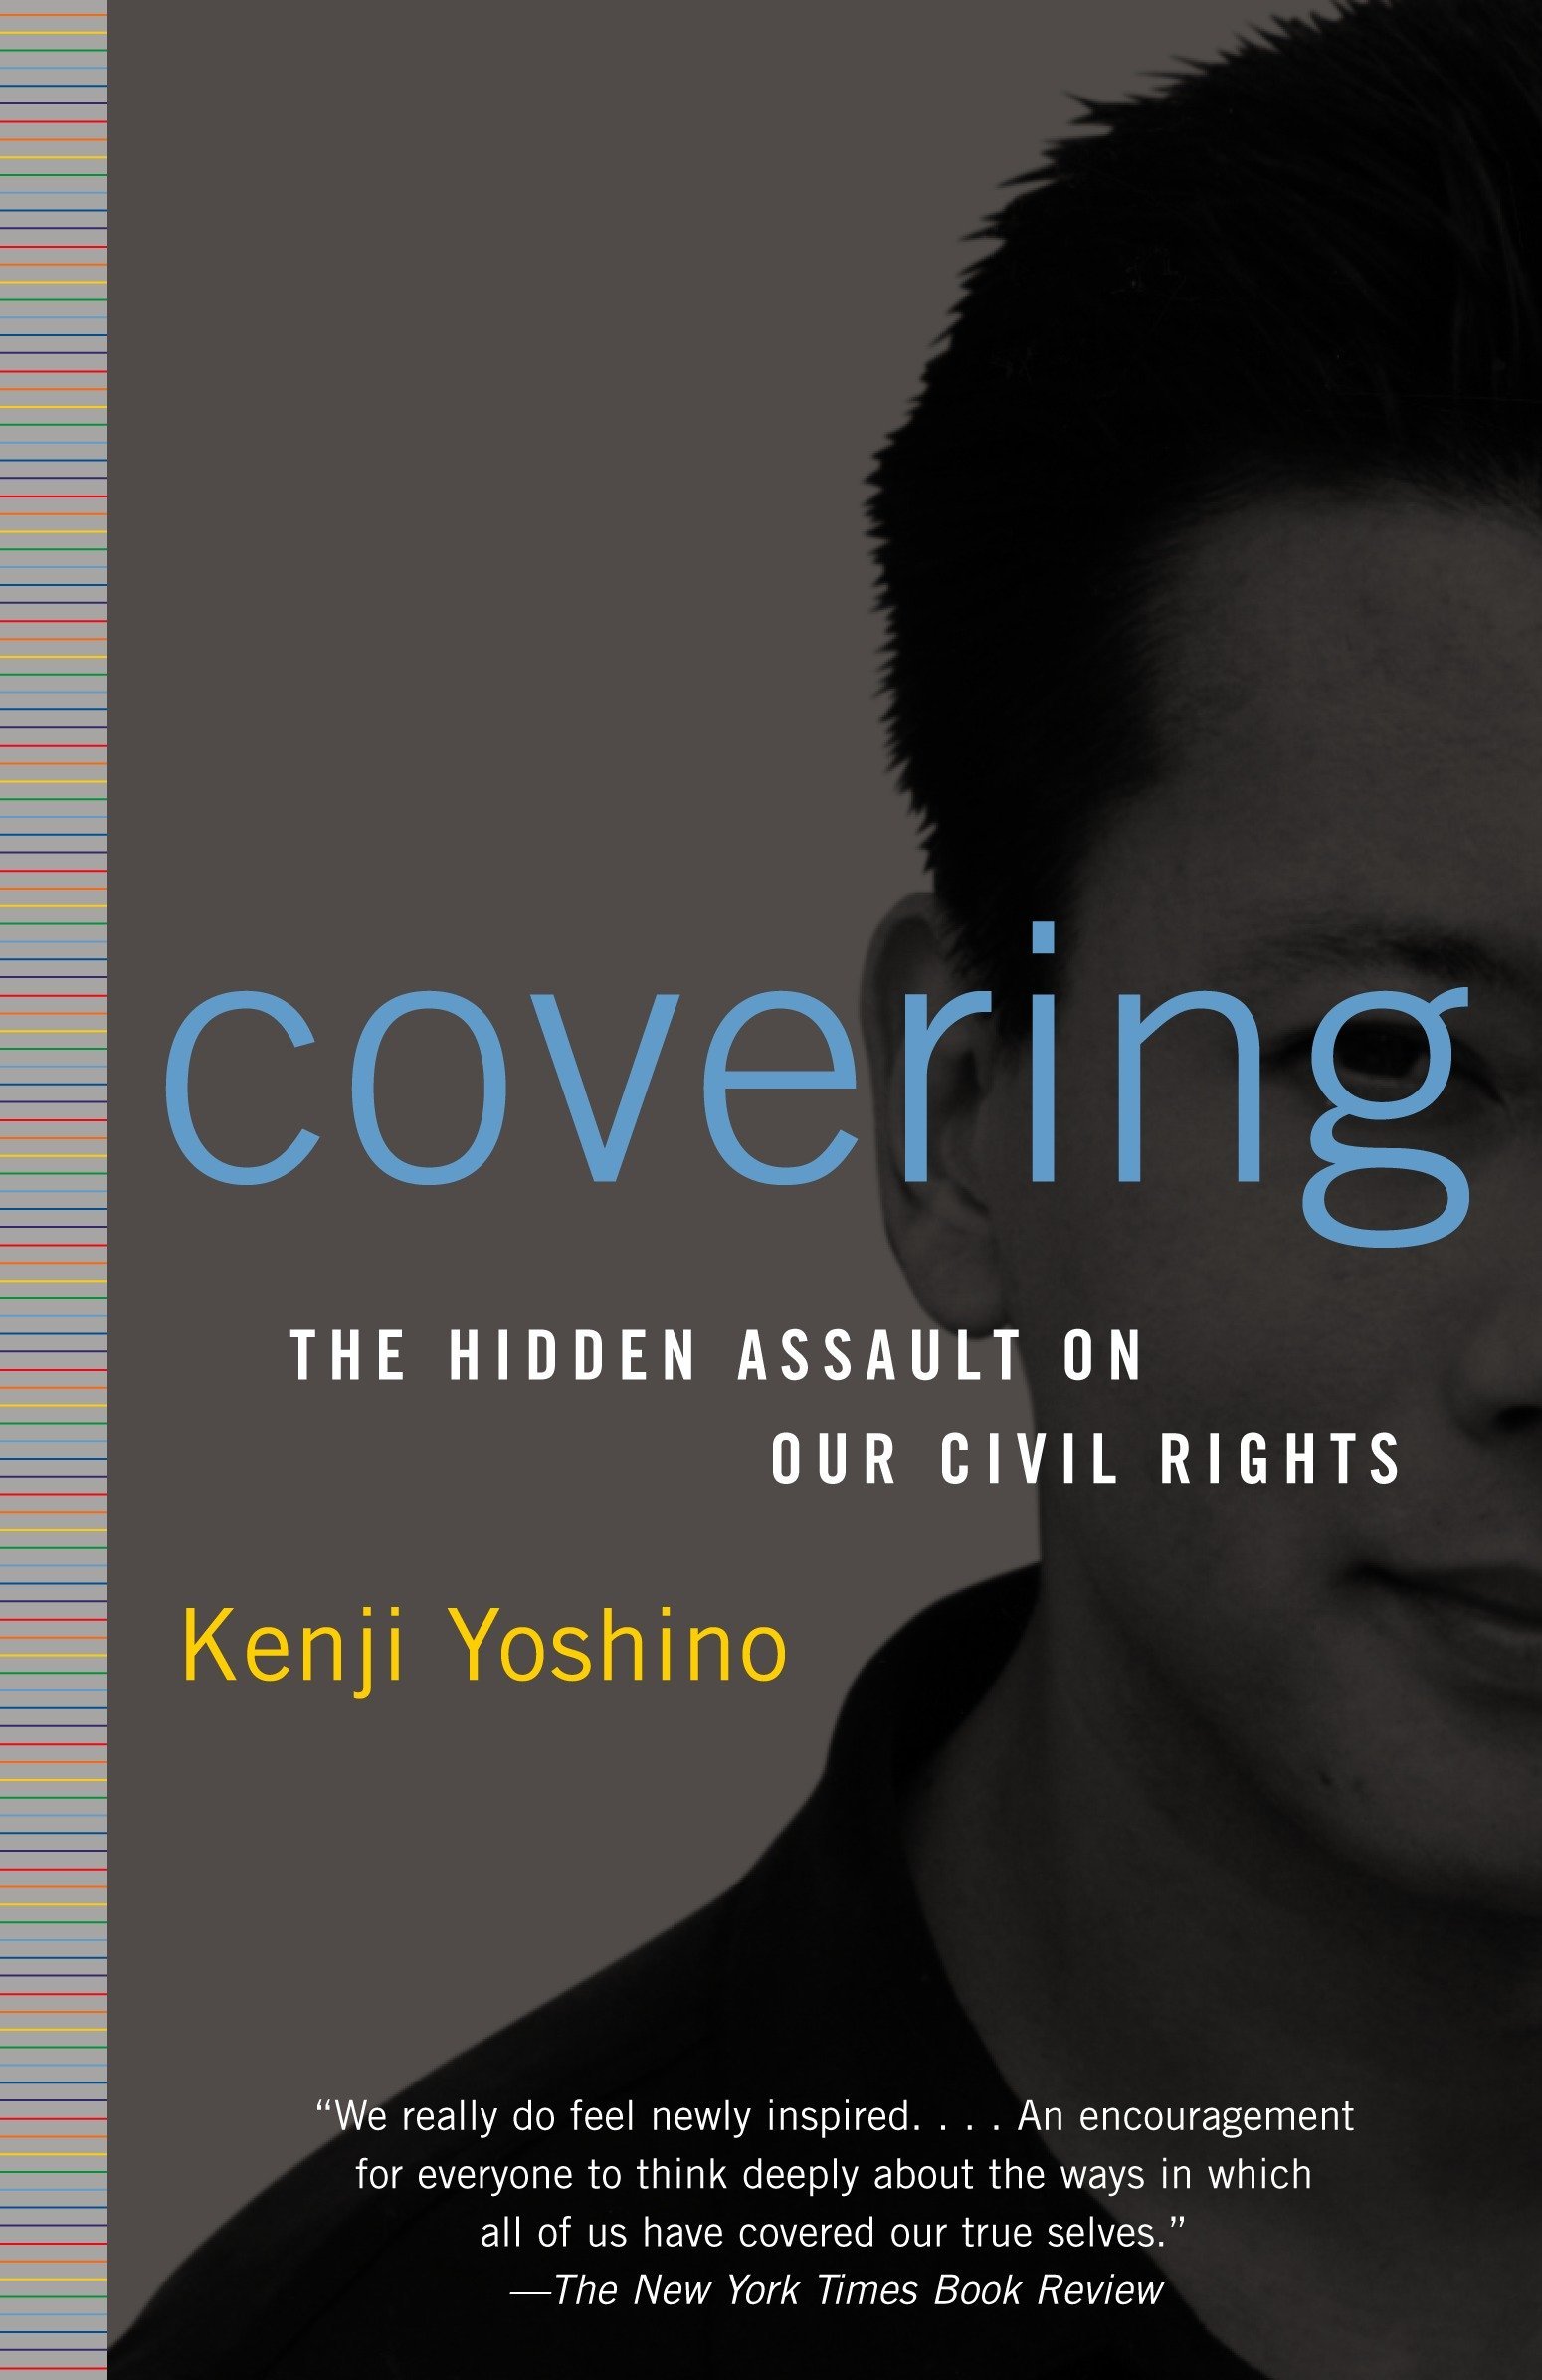 covering
THE HIDDEN ASSAULT ON
OUR CIVIL RIGHTS
Kenji Yoshino
“We really do feel newly inspired. . . . An encouragement
for everyone to think deeply about the ways in which
all of us have covered our true selves.”
—The New York Times Book Review